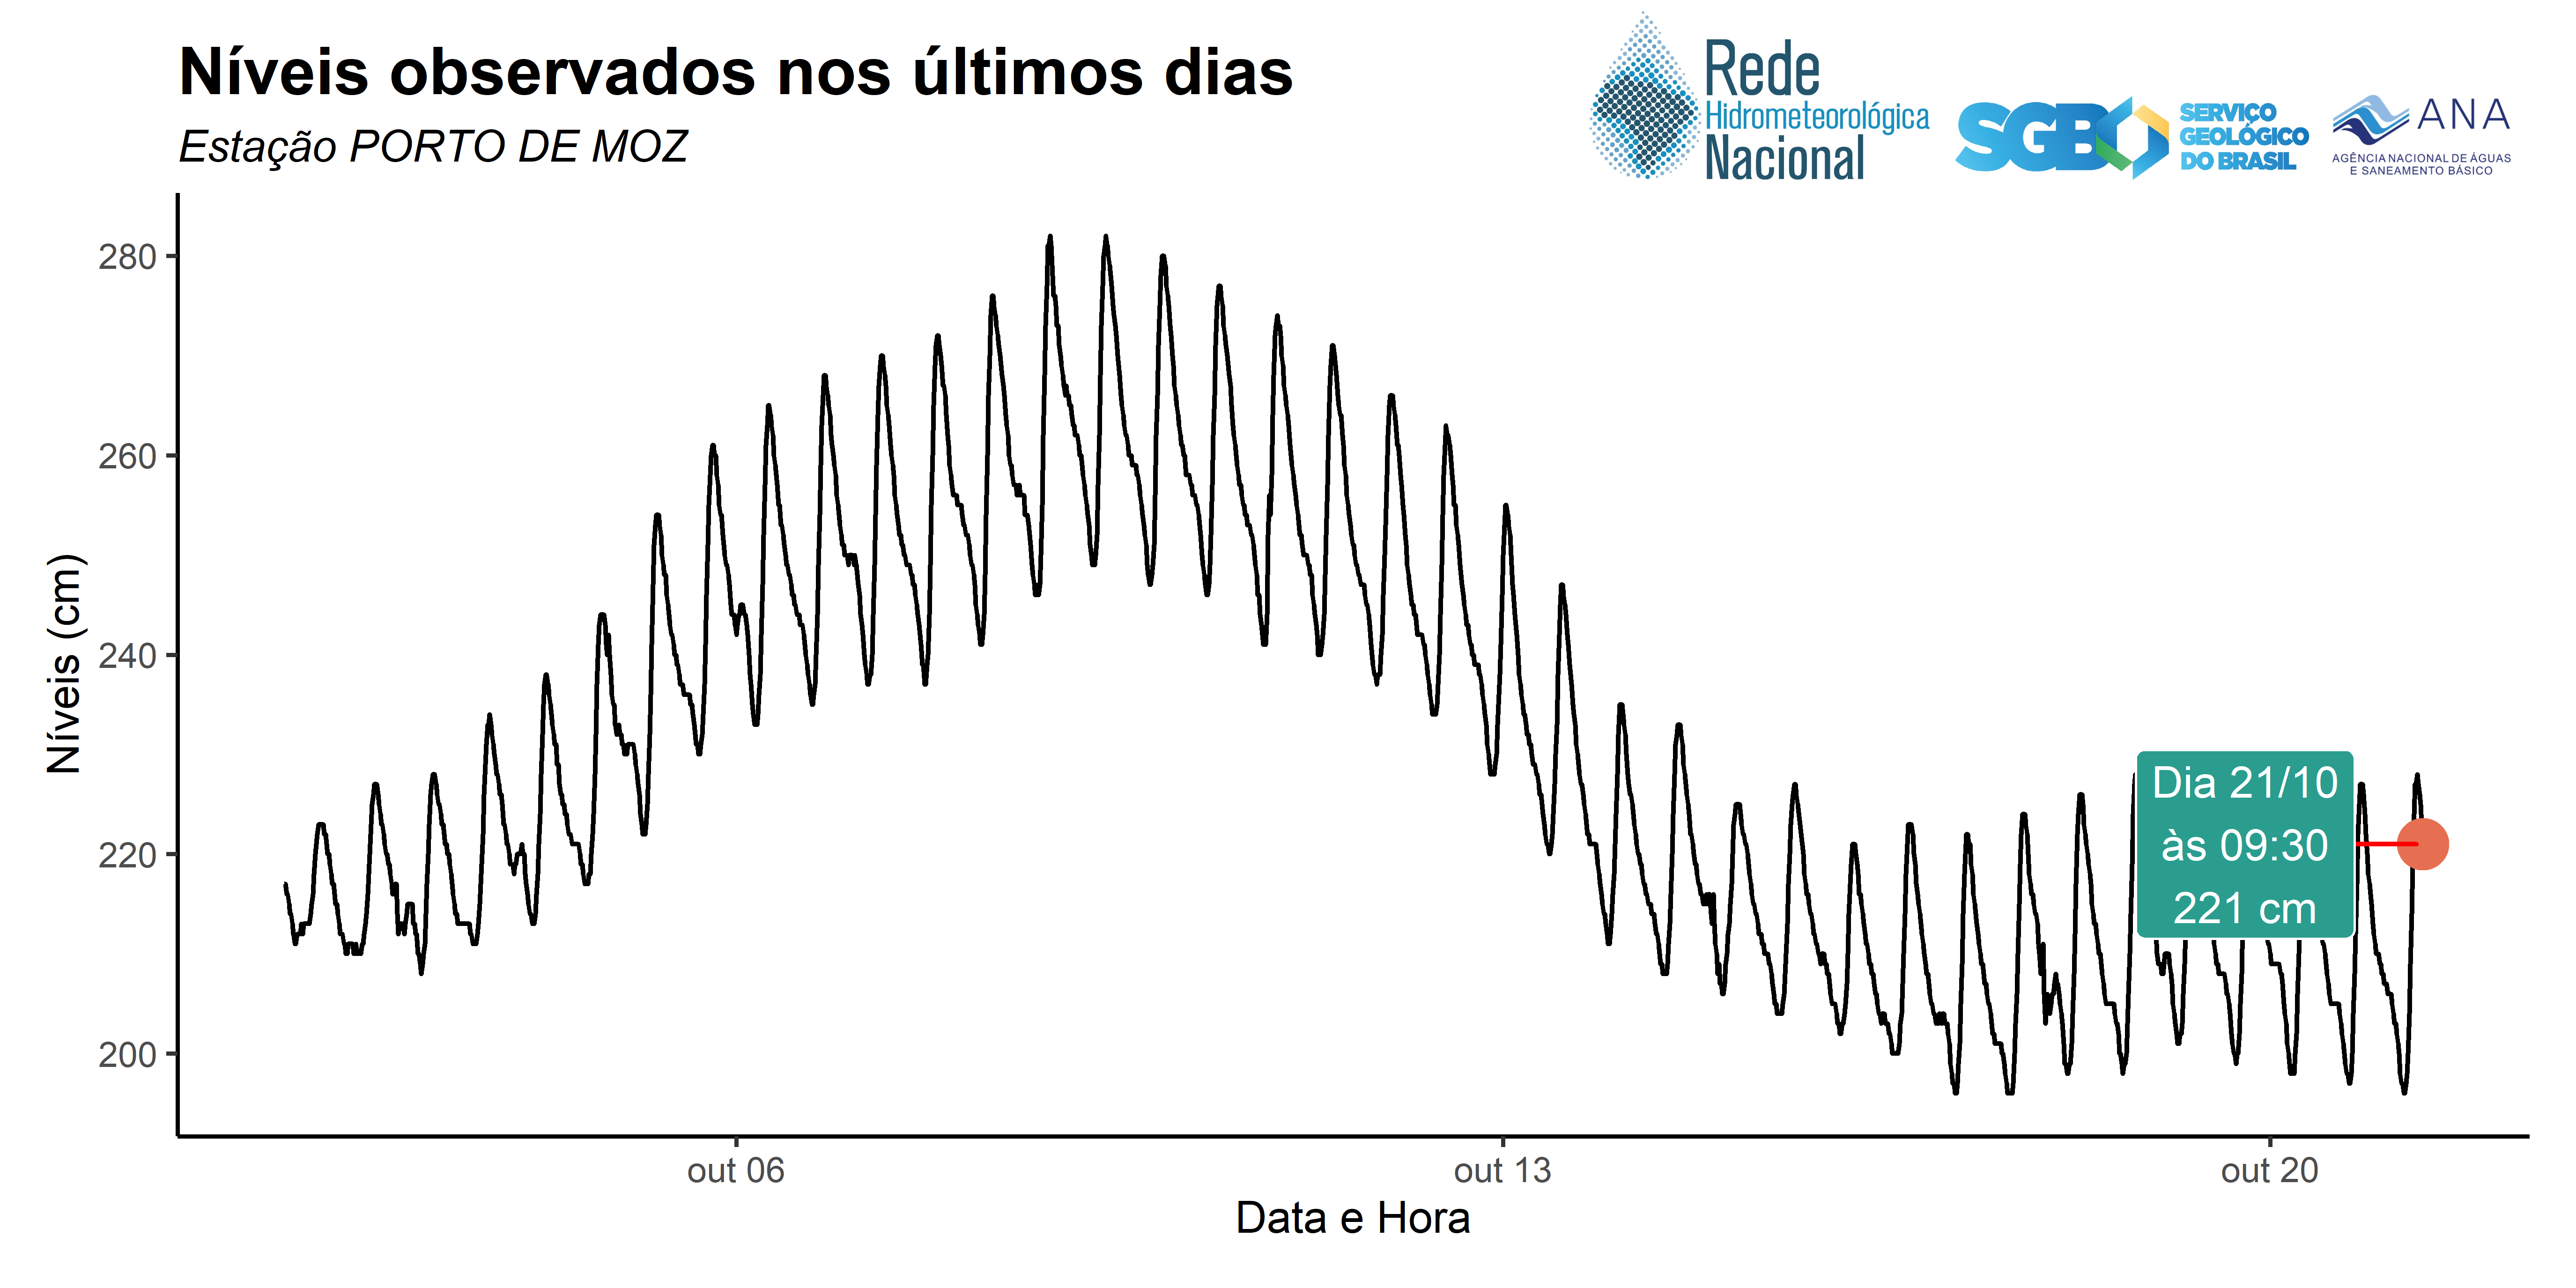 Níveis observados nos últimos dias
Estação PORTO DE MOZ
Rede
Hidrometeorológica
Nacional
SGB
SERVIÇO
GEOLÓGICO
DO BRASIL
ANA
AGÊNCIA NACIONAL DE ÁGUAS
E SANEAMENTO BÁSICO
Níveis (cm)
280
260
240
220
200
Dia 21/10
às 09:30
221 cm
out 06
out 13
out 20
Data e Hora